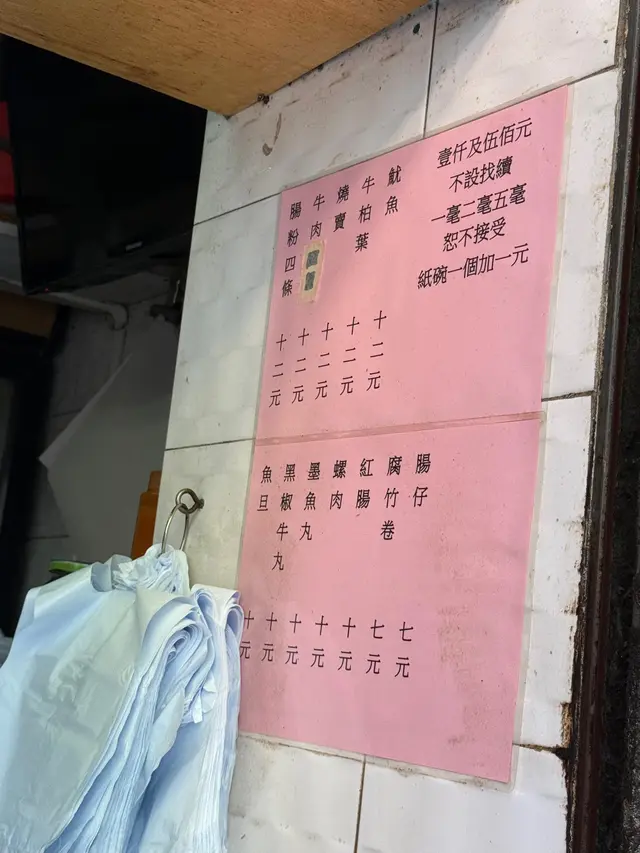 壹仟及伍佰元
不設找續
一毫二毫五毫
恕不接受
紙碗一個加一元
魷魚 十二元
牛柏葉 十二元
燒賣 十二元
牛肉 十二元
腸粉四條 十二元
腸仔 七元
腐竹卷 七元
紅腸 十元
螺肉 十元
墨魚丸 十元
黑椒牛丸 十元
魚旦 十元